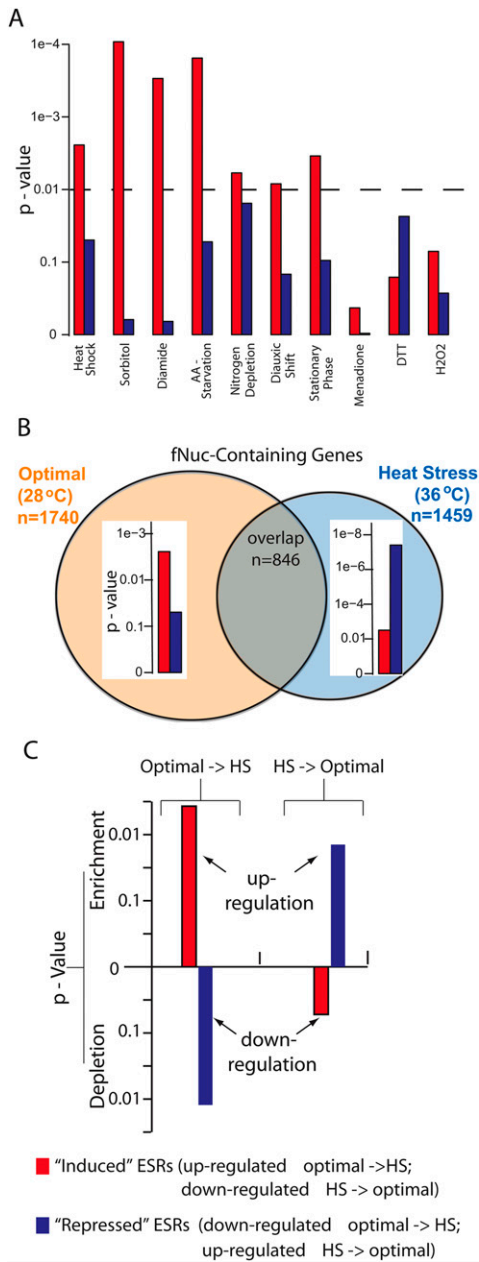 A
1e-4
1e-3
0.01
0.1
0
p - value
Heat
Shock
Sorbitol
Diamide
AA -
Starvation
Nitrogen
Depletion
Diauxic
Shift
Stationary
Phase
Menadione
DTT
H2O2
B
fNuc-Containing Genes
Optimal
(28°C)
n=1740
Heat Stress
(36°C)
n=1459
overlap
n=846
1e-3
0.01
0.1
0
p - value
1e-8
1e-6
1e-4
0.01
0
C
Optimal -> HS
HS -> Optimal
Enrichment
p - Value
Depletion
0.01
0.1
0
0.1
0.01
up-
regulation
down-
regulation
"Induced" ESRs (up-regulated optimal ->HS;
down-regulated HS -> optimal)
"Repressed" ESRs (down-regulated optimal -> HS;
up-regulated HS -> optimal)